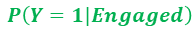 P(Y = 1|Engaged)